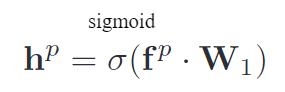 sigmoid
h^p = σ(f^p · W_1)